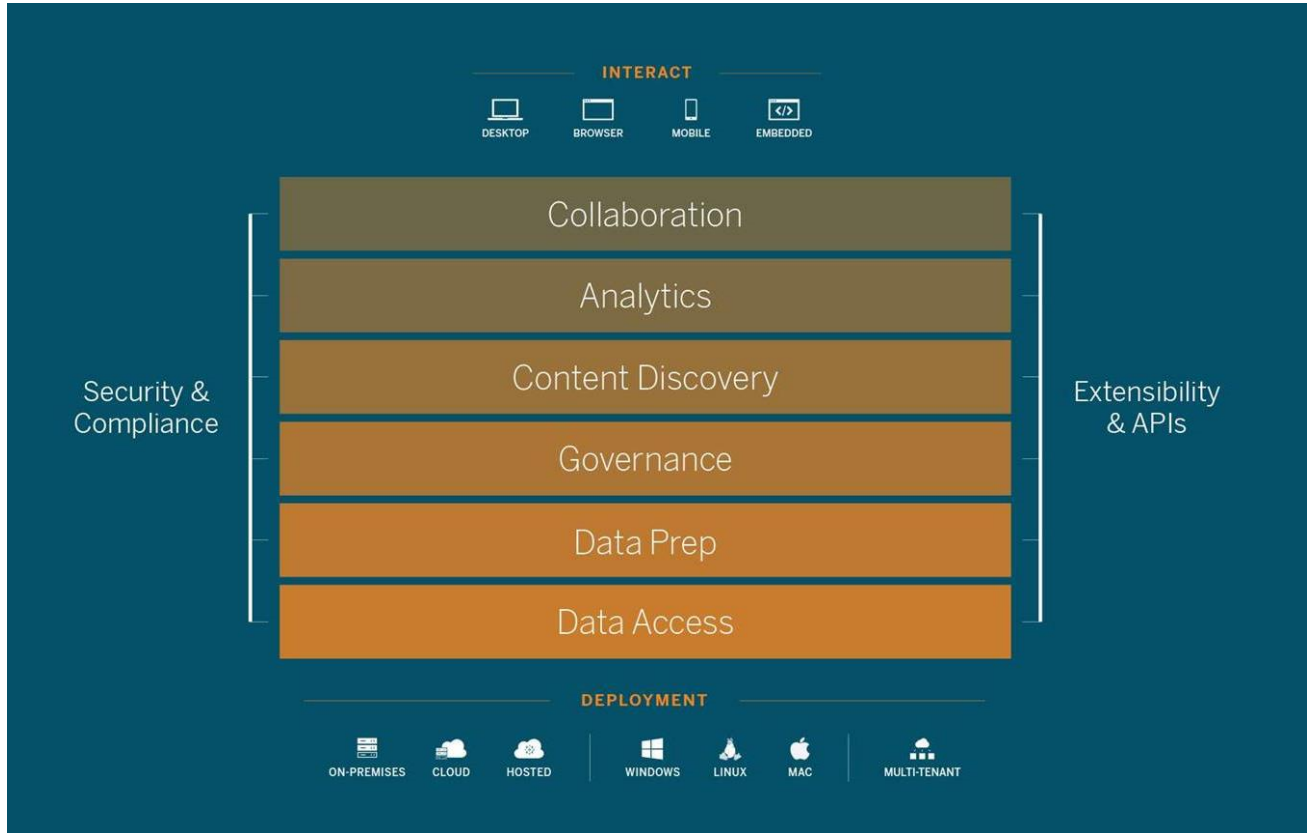 INTERACT
DESKTOP BROWSER MOBILE EMBEDDED
Collaboration
Analytics
Content Discovery
Security &
Compliance
Extensibility
& APIs
Governance
Data Prep
Data Access
DEPLOYMENT
ON-PREMISES CLOUD HOSTED WINDOWS LINUX MAC MULTI-TENANT